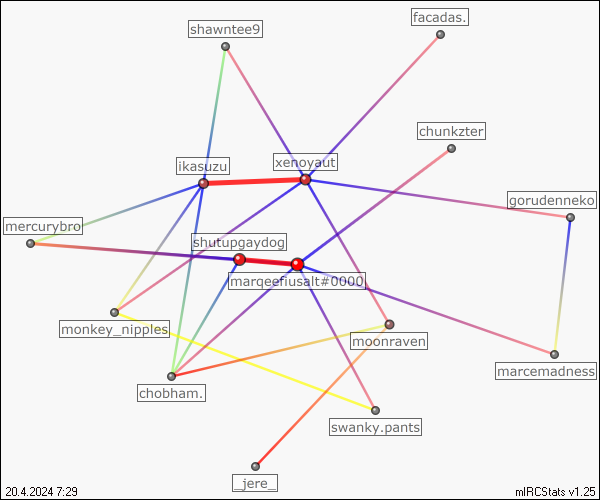 facadas.
shawntee9
chunkzter
xenoyaut
ikasuzu
gorudenneko
mercurybro
shutupgaydog
marqeefiusalt#0000
monkey_nipples
moonraven
marcemadness
chobham.
swanky.pants
_jere_
20.4.2024 7:29
mIRCStats v1.25